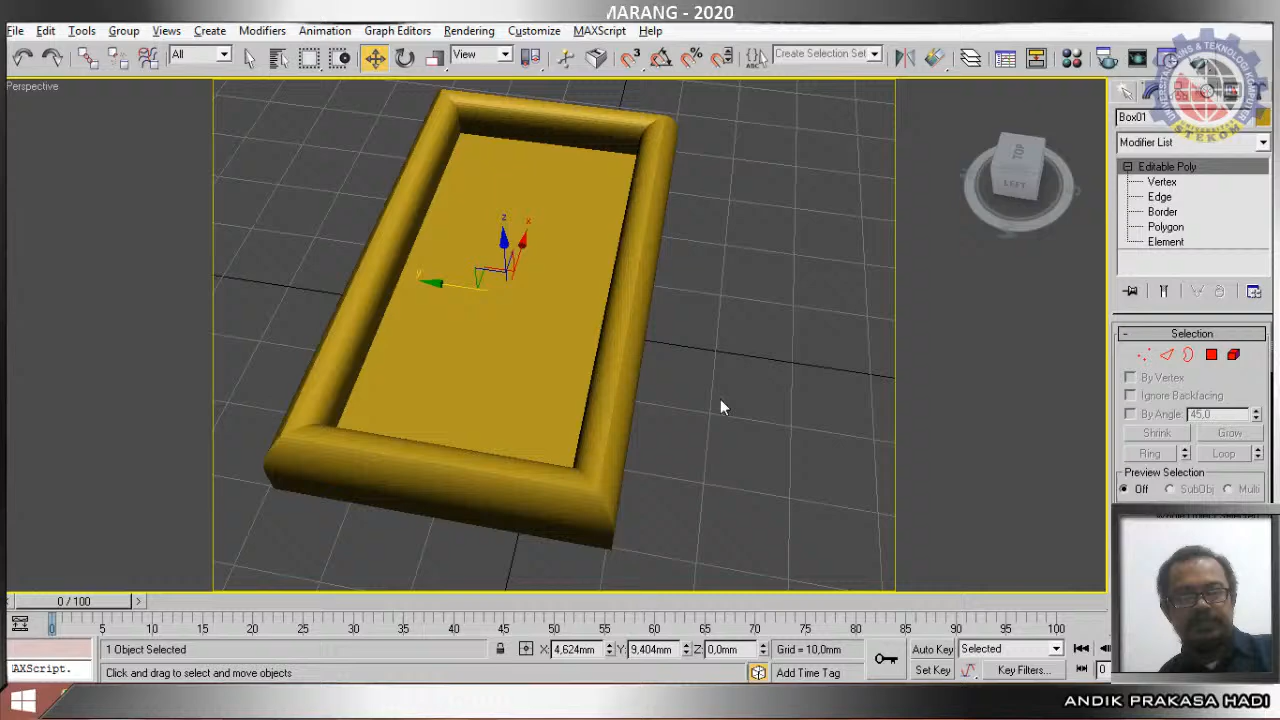 MARANG - 2020
File Edit Tools Group Views Create Modifiers Animation Graph Editors Rendering Customize MAXScript Help
All View Create Selection Set
Perspective
Box01
Modifier List
Editable Poly
Vertex
Edge
Border
Polygon
Element
TOP
LEFT
STEKOM
z x
y
Selection
By Vertex
Ignore Backfacing
By Angle: 45,0
Shrink Grow
Ring Loop
Preview Selection
Off SubObj Multi
0 / 100
0 5 10 15 20 25 30 35 40 45 50 55 60 65 70 75 80 85 90 95 100
1 Object Selected X: 4,624mm Y: 9,404mm Z: 0,0mm Grid = 10,0mm Auto Key Selected
AXScript. Click and drag to select and move objects Add Time Tag Set Key Key Filters... 0
ANDIK PRAKASA HADI